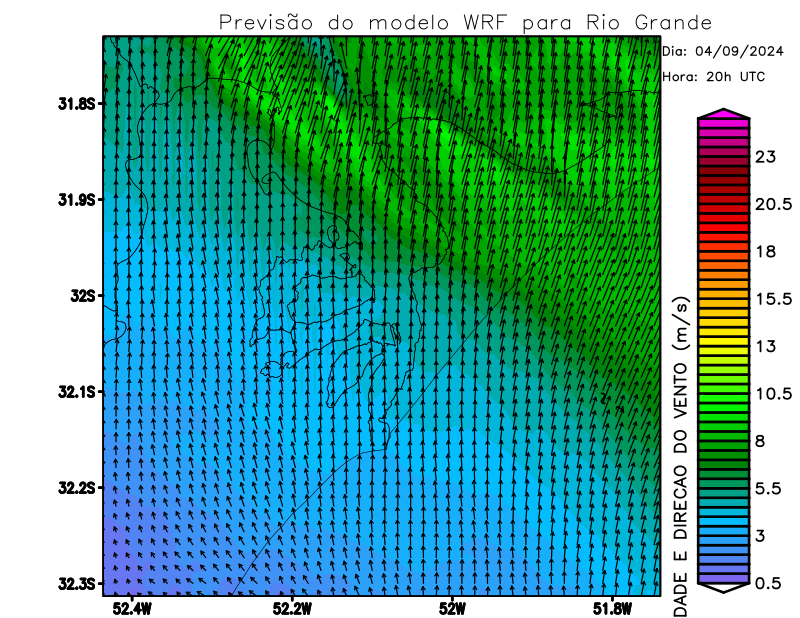 Previsão do modelo WRF para Rio Grande
Dia: 04/09/2024
Hora: 20h UTC
31.8S
31.9S
32S
32.1S
32.2S
32.3S
52.4W
52.2W
52W
51.8W
DADE E DIRECAO DO VENTO (m/s)
23
20.5
18
15.5
13
10.5
8
5.5
3
0.5